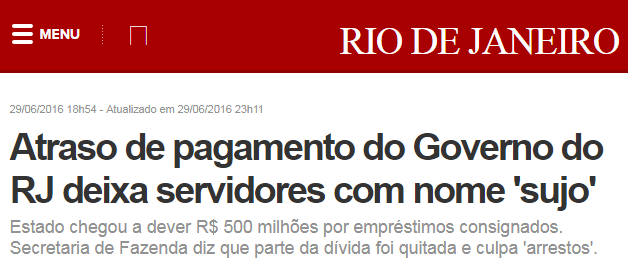 MENU
RIO DE JANEIRO
29/06/2016 18h54 - Atualizado em 29/06/2016 23h11
Atraso de pagamento do Governo do
RJ deixa servidores com nome 'sujo'
Estado chegou a dever R$ 500 milhões por empréstimos consignados.
Secretaria de Fazenda diz que parte da dívida foi quitada e culpa 'arrestos'.